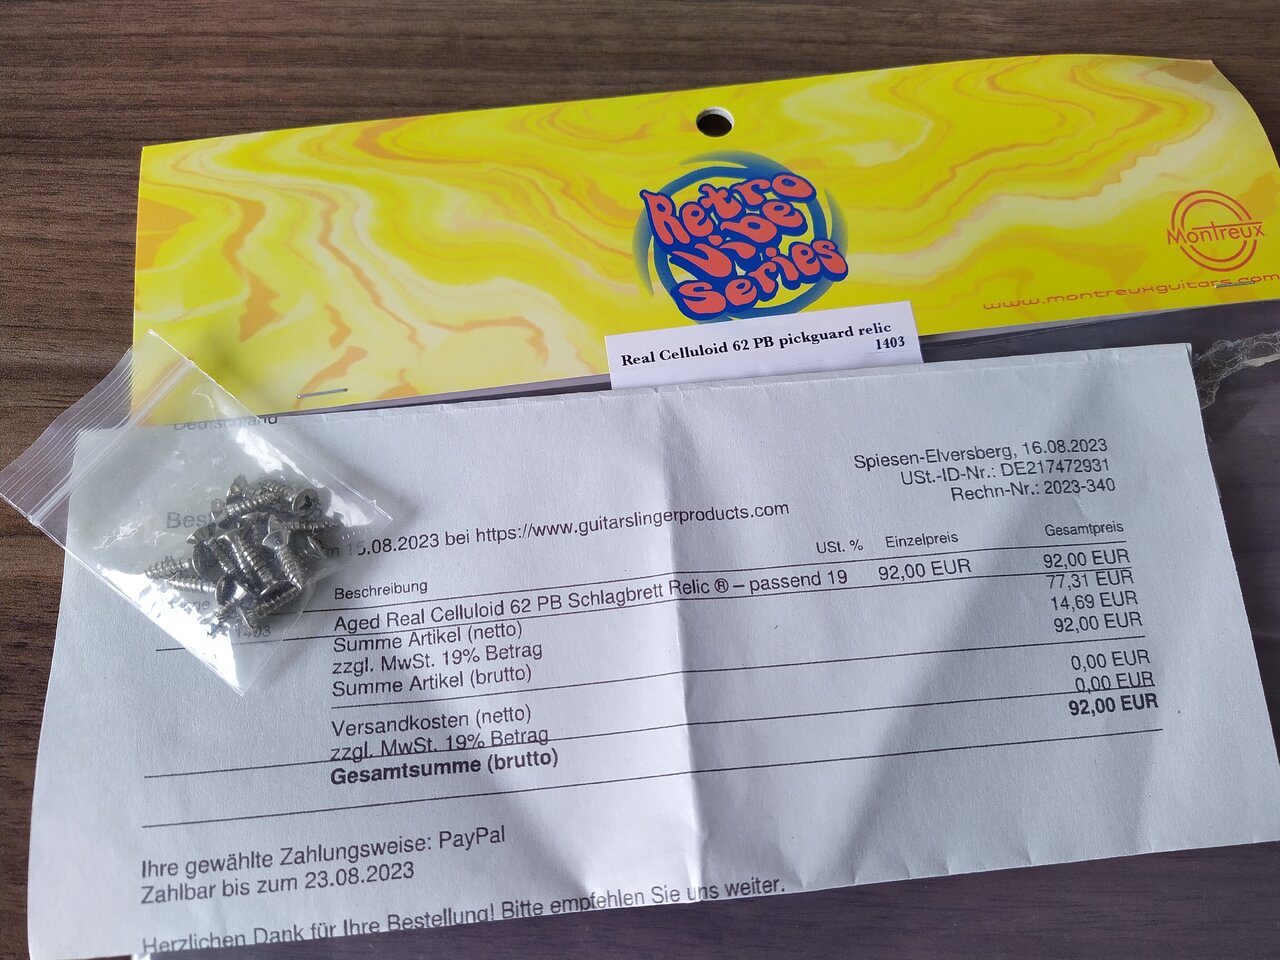 Retro
Vibe
Series
Montreux
www.montreuxguitars.com
Real Celluloid 62 PB pickguard relic
1403
Deutschland
Spiesen-Elversberg, 16.08.2023
USt.-ID-Nr.: DE217472931
Rechn-Nr.: 2023-340
.08.2023 bei https://www.guitarslingerproducts.com
Beschreibung USt. % Einzelpreis Gesamtpreis
1403 Aged Real Celluloid 62 PB Schlagbrett Relic ® – passend 19 92,00 EUR 92,00 EUR
Summe Artikel (netto) 77,31 EUR
zzgl. MwSt. 19% Betrag 14,69 EUR
Summe Artikel (brutto) 92,00 EUR
Versandkosten (netto) 0,00 EUR
zzgl. MwSt. 19% Betrag 0,00 EUR
Gesamtsumme (brutto) 92,00 EUR
Ihre gewählte Zahlungsweise: PayPal
Zahlbar bis zum 23.08.2023
Herzlichen Dank für Ihre Bestellung! Bitte empfehlen Sie uns weiter.